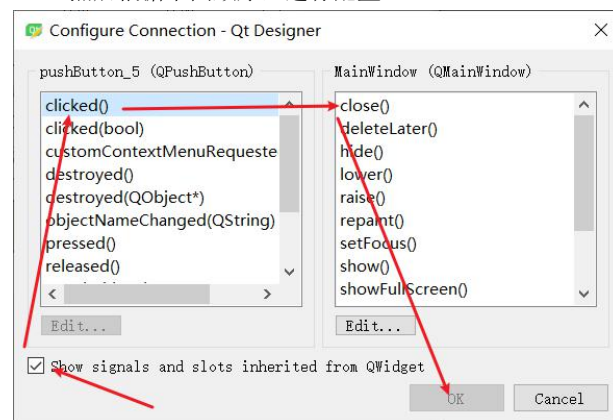 Configure Connection - Qt Designer
pushButton_5 (QPushButton)
clicked()
clicked(bool)
customContextMenuRequeste
destroyed()
destroyed(QObject*)
objectNameChanged(QString)
pressed()
released()
Edit...
MainWindow (QMainWindow)
close()
deleteLater()
hide()
lower()
raise()
repaint()
setFocus()
show()
showFullScreen()
Edit...
Show signals and slots inherited from QWidget
OK
Cancel